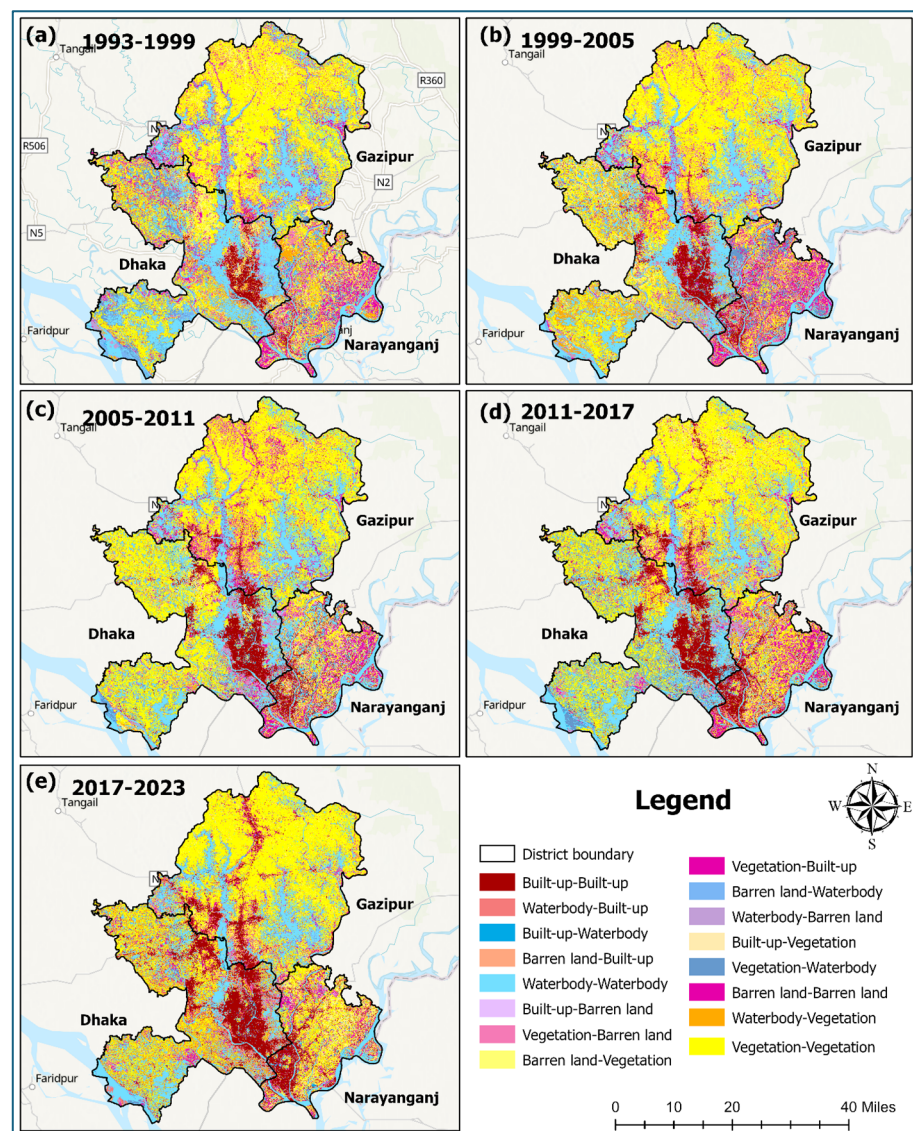 (a)
1993-1999
Tangail
R360
N
R506
Gazipur
N2
N5
Dhaka
Faridpur
Narayanganj
(b)
1999-2005
Tangail
N
Gazipur
Dhaka
Faridpur
Narayanganj
(c)
2005-2011
Tangail
N
Gazipur
Dhaka
Faridpur
Narayanganj
(d)
2011-2017
Tangail
N
Gazipur
Dhaka
Faridpur
Narayanganj
(e)
2017-2023
Tangail
N
Gazipur
Dhaka
Faridpur
Narayanganj
Legend
N
W
E
S
District boundary
Built-up-Built-up
Waterbody-Built-up
Built-up-Waterbody
Barren land-Built-up
Waterbody-Waterbody
Built-up-Barren land
Vegetation-Barren land
Barren land-Vegetation
Vegetation-Built-up
Barren land-Waterbody
Waterbody-Barren land
Built-up-Vegetation
Vegetation-Waterbody
Barren land-Barren land
Waterbody-Vegetation
Vegetation-Vegetation
0 10 20 40 Miles